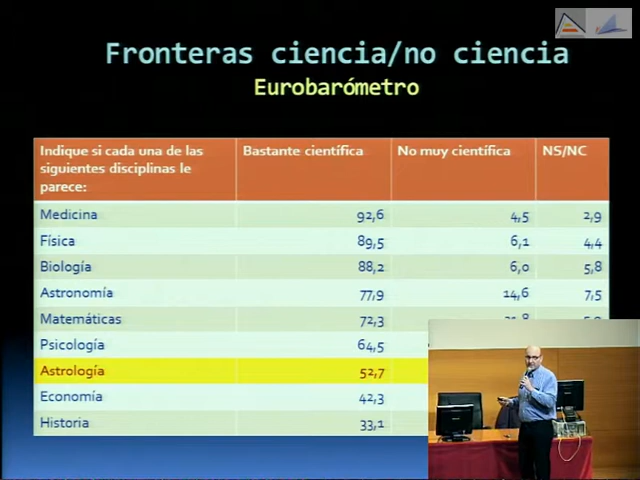 Fronteras ciencia/no ciencia
Eurobarómetro
Indique si cada una de las siguientes disciplinas le parece: Bastante científica No muy científica NS/NC
Medicina 92,6 4,5 2,9
Física 89,5 6,1 4,4
Biología 88,2 6,0 5,8
Astronomía 77,9 14,6 7,5
Matemáticas 72,3
Psicología 64,5
Astrología 52,7
Economía 42,3
Historia 33,1